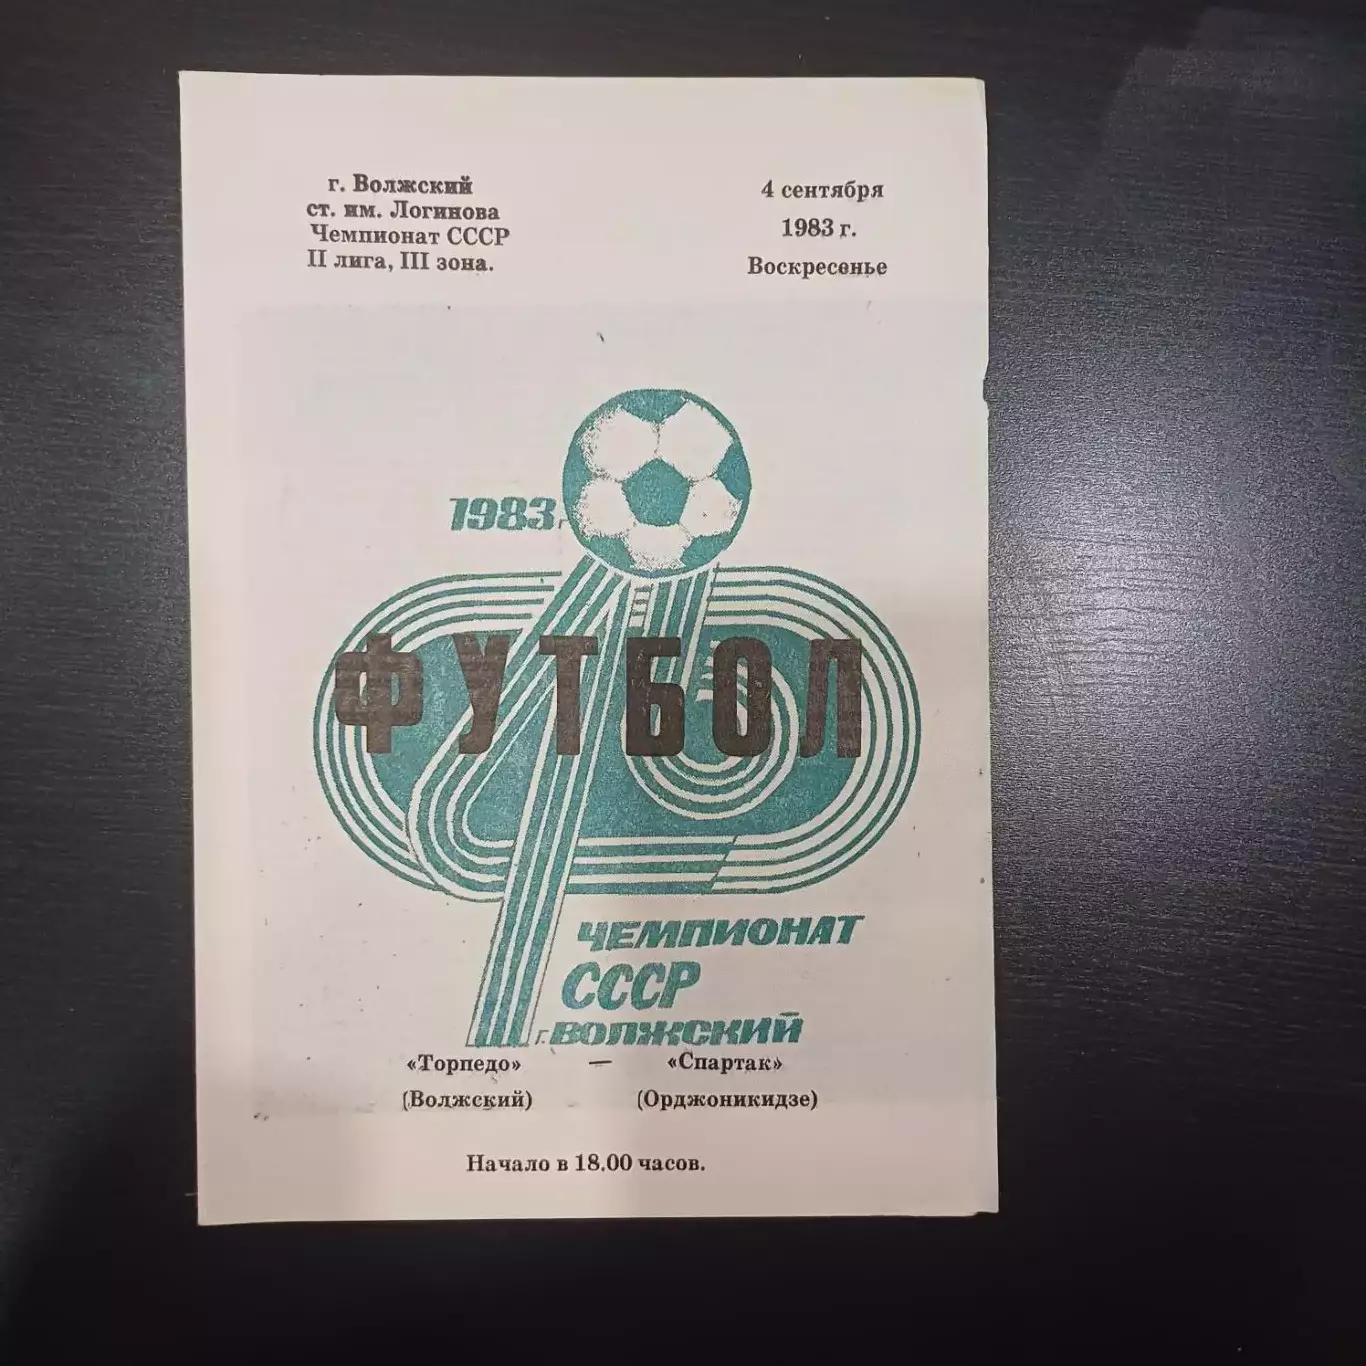 г. Волжский
ст. им. Логинова
Чемпионат СССР
II лига, III зона.
4 сентября
1983 г.
Воскресенье
1983 г.
ФУТБОЛ
ЧЕМПИОНАТ
СССР
г. ВОЛЖСКИЙ
«Торпедо» — «Спартак»
(Волжский) (Орджоникидзе)
Начало в 18.00 часов.